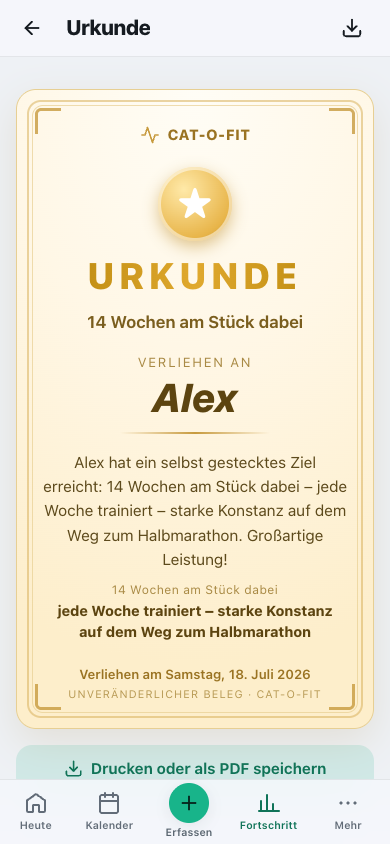 Urkunde
CAT-O-FIT
URKUNDE
14 Wochen am Stück dabei
VERLIEHEN AN
Alex
Alex hat ein selbst gestecktes Ziel
erreicht: 14 Wochen am Stück dabei – jede
Woche trainiert – starke Konstanz auf dem
Weg zum Halbmarathon. Großartige
Leistung!
14 Wochen am Stück dabei
jede Woche trainiert – starke Konstanz
auf dem Weg zum Halbmarathon
Verliehen am Samstag, 18. Juli 2026
UNVERÄNDERLICHER BELEG · CAT-O-FIT
Drucken oder als PDF speichern
Heute
Kalender
Erfassen
Fortschritt
Mehr